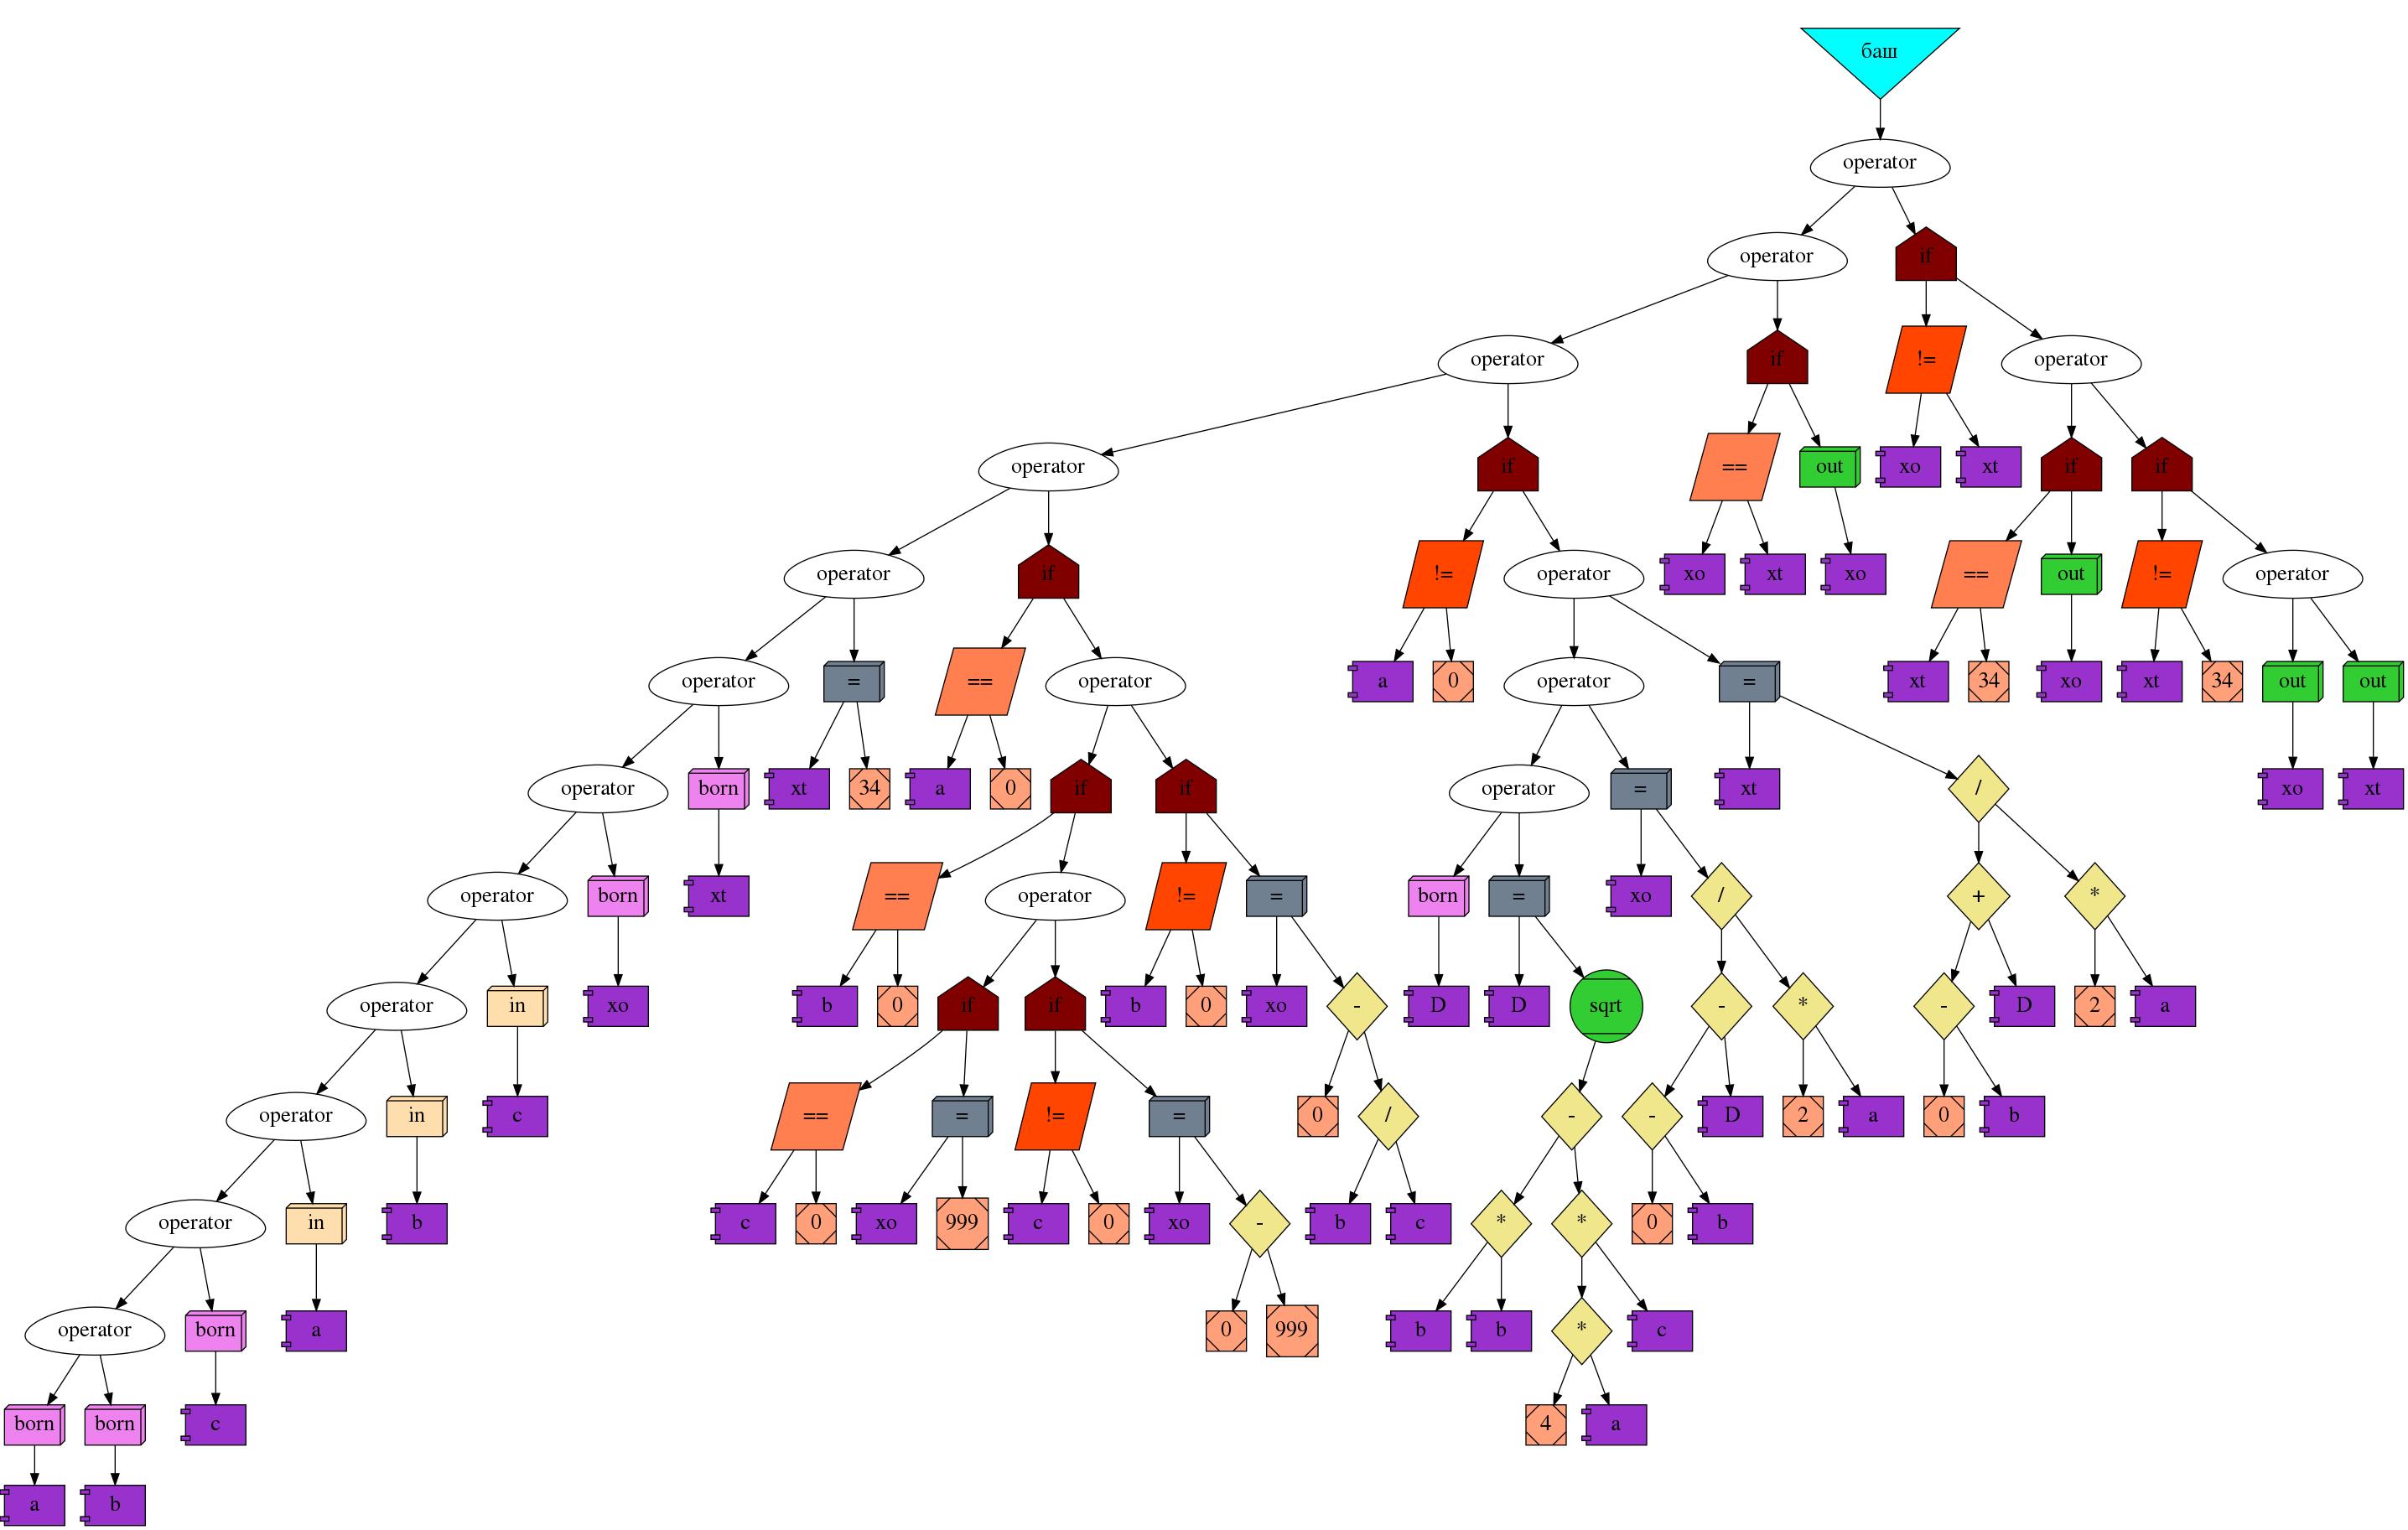 баш
operator
operator if
operator if != operator
operator if == out xo xt if if
operator if != operator xo xt xo == out != operator
operator = == operator a 0 operator = xt 34 xo xt 34 out out
operator born xt 34 a 0 if if operator = xt / xo xt
operator born xt == operator != = born = xo / + *
operator in xo b 0 if if b 0 xo - D D sqrt - * - D 2 a
operator in c == = != = 0 / - - D 2 a 0 b
operator in b c 0 xo 999 c 0 xo - b c * * 0 b
operator born a 0 999 b b * c
born born c 4 a
a b